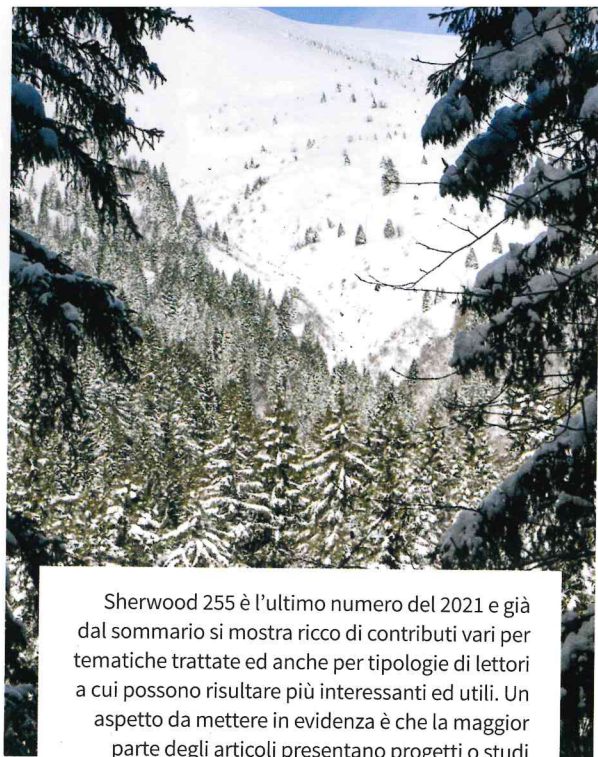 Sherwood 255 è l'ultimo numero del 2021 e già
dal sommario si mostra ricco di contributi vari per
tematiche trattate ed anche per tipologie di lettori
a cui possono risultare più interessanti ed utili. Un
aspetto da mettere in evidenza è che la maggior
parte degli articoli presentano progetti o studi